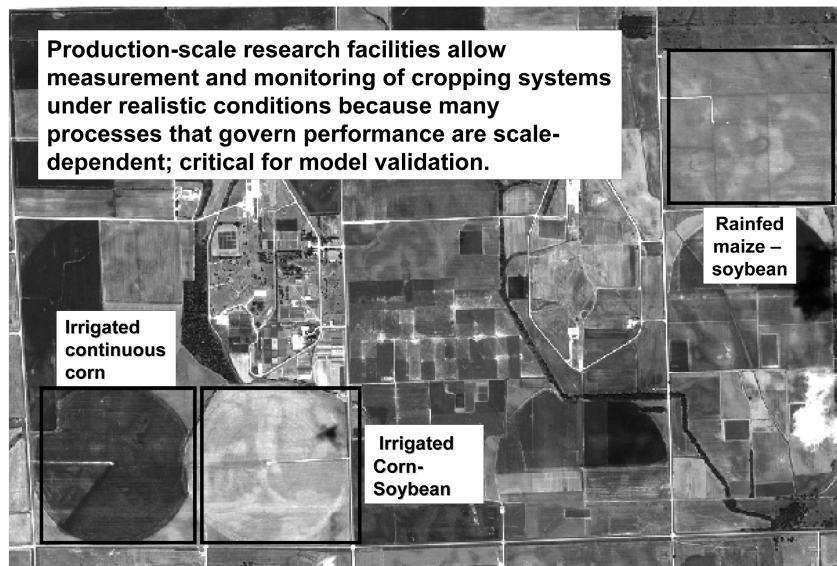 Production-scale research facilities allow
measurement and monitoring of cropping systems
under realistic conditions because many
processes that govern performance are scale-
dependent; critical for model validation.
Rainfed
maize –
soybean
Irrigated
continuous
corn
Irrigated
Corn-
Soybean